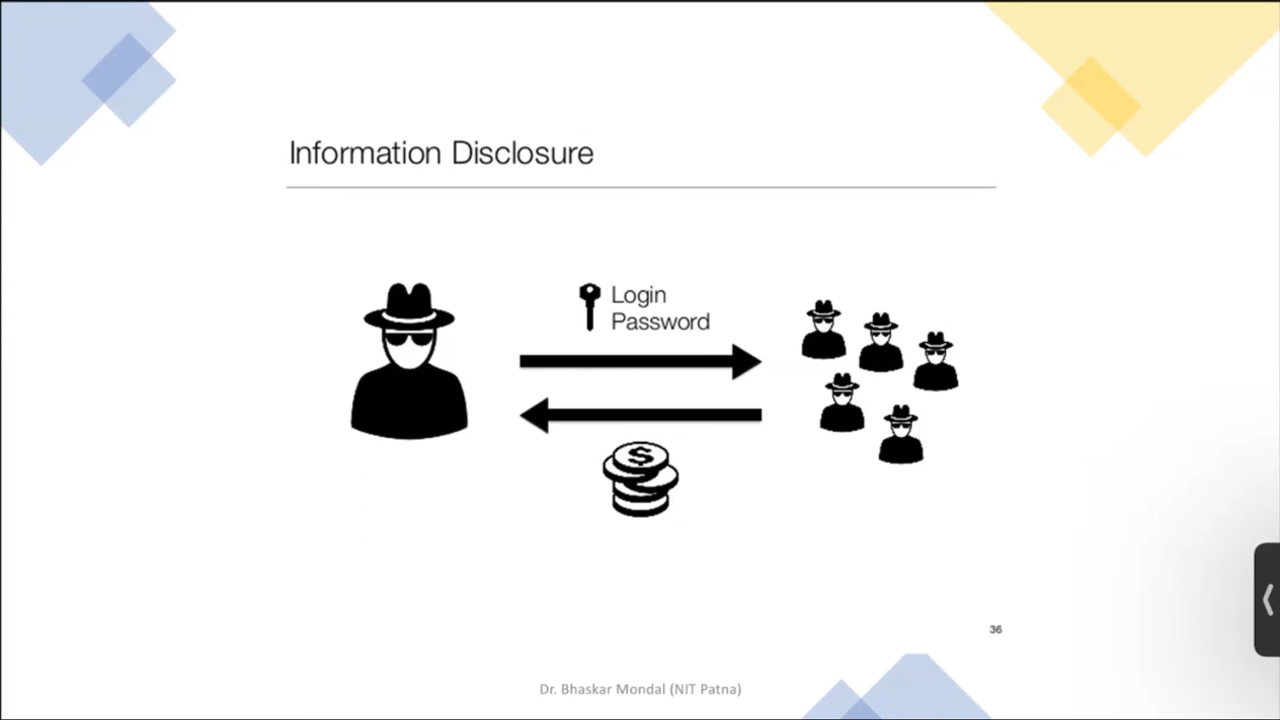 Information Disclosure
Login
Password
$
36
Dr. Bhaskar Mondal (NIT Patna)